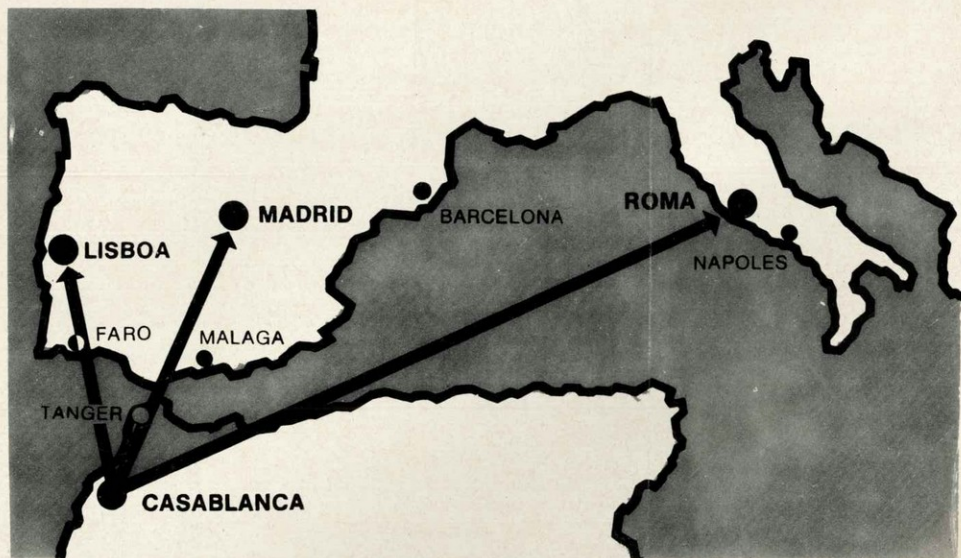 MADRID
BARCELONA
ROMA
LISBOA
NAPOLES
FARO
MALAGA
TANGER
CASABLANCA